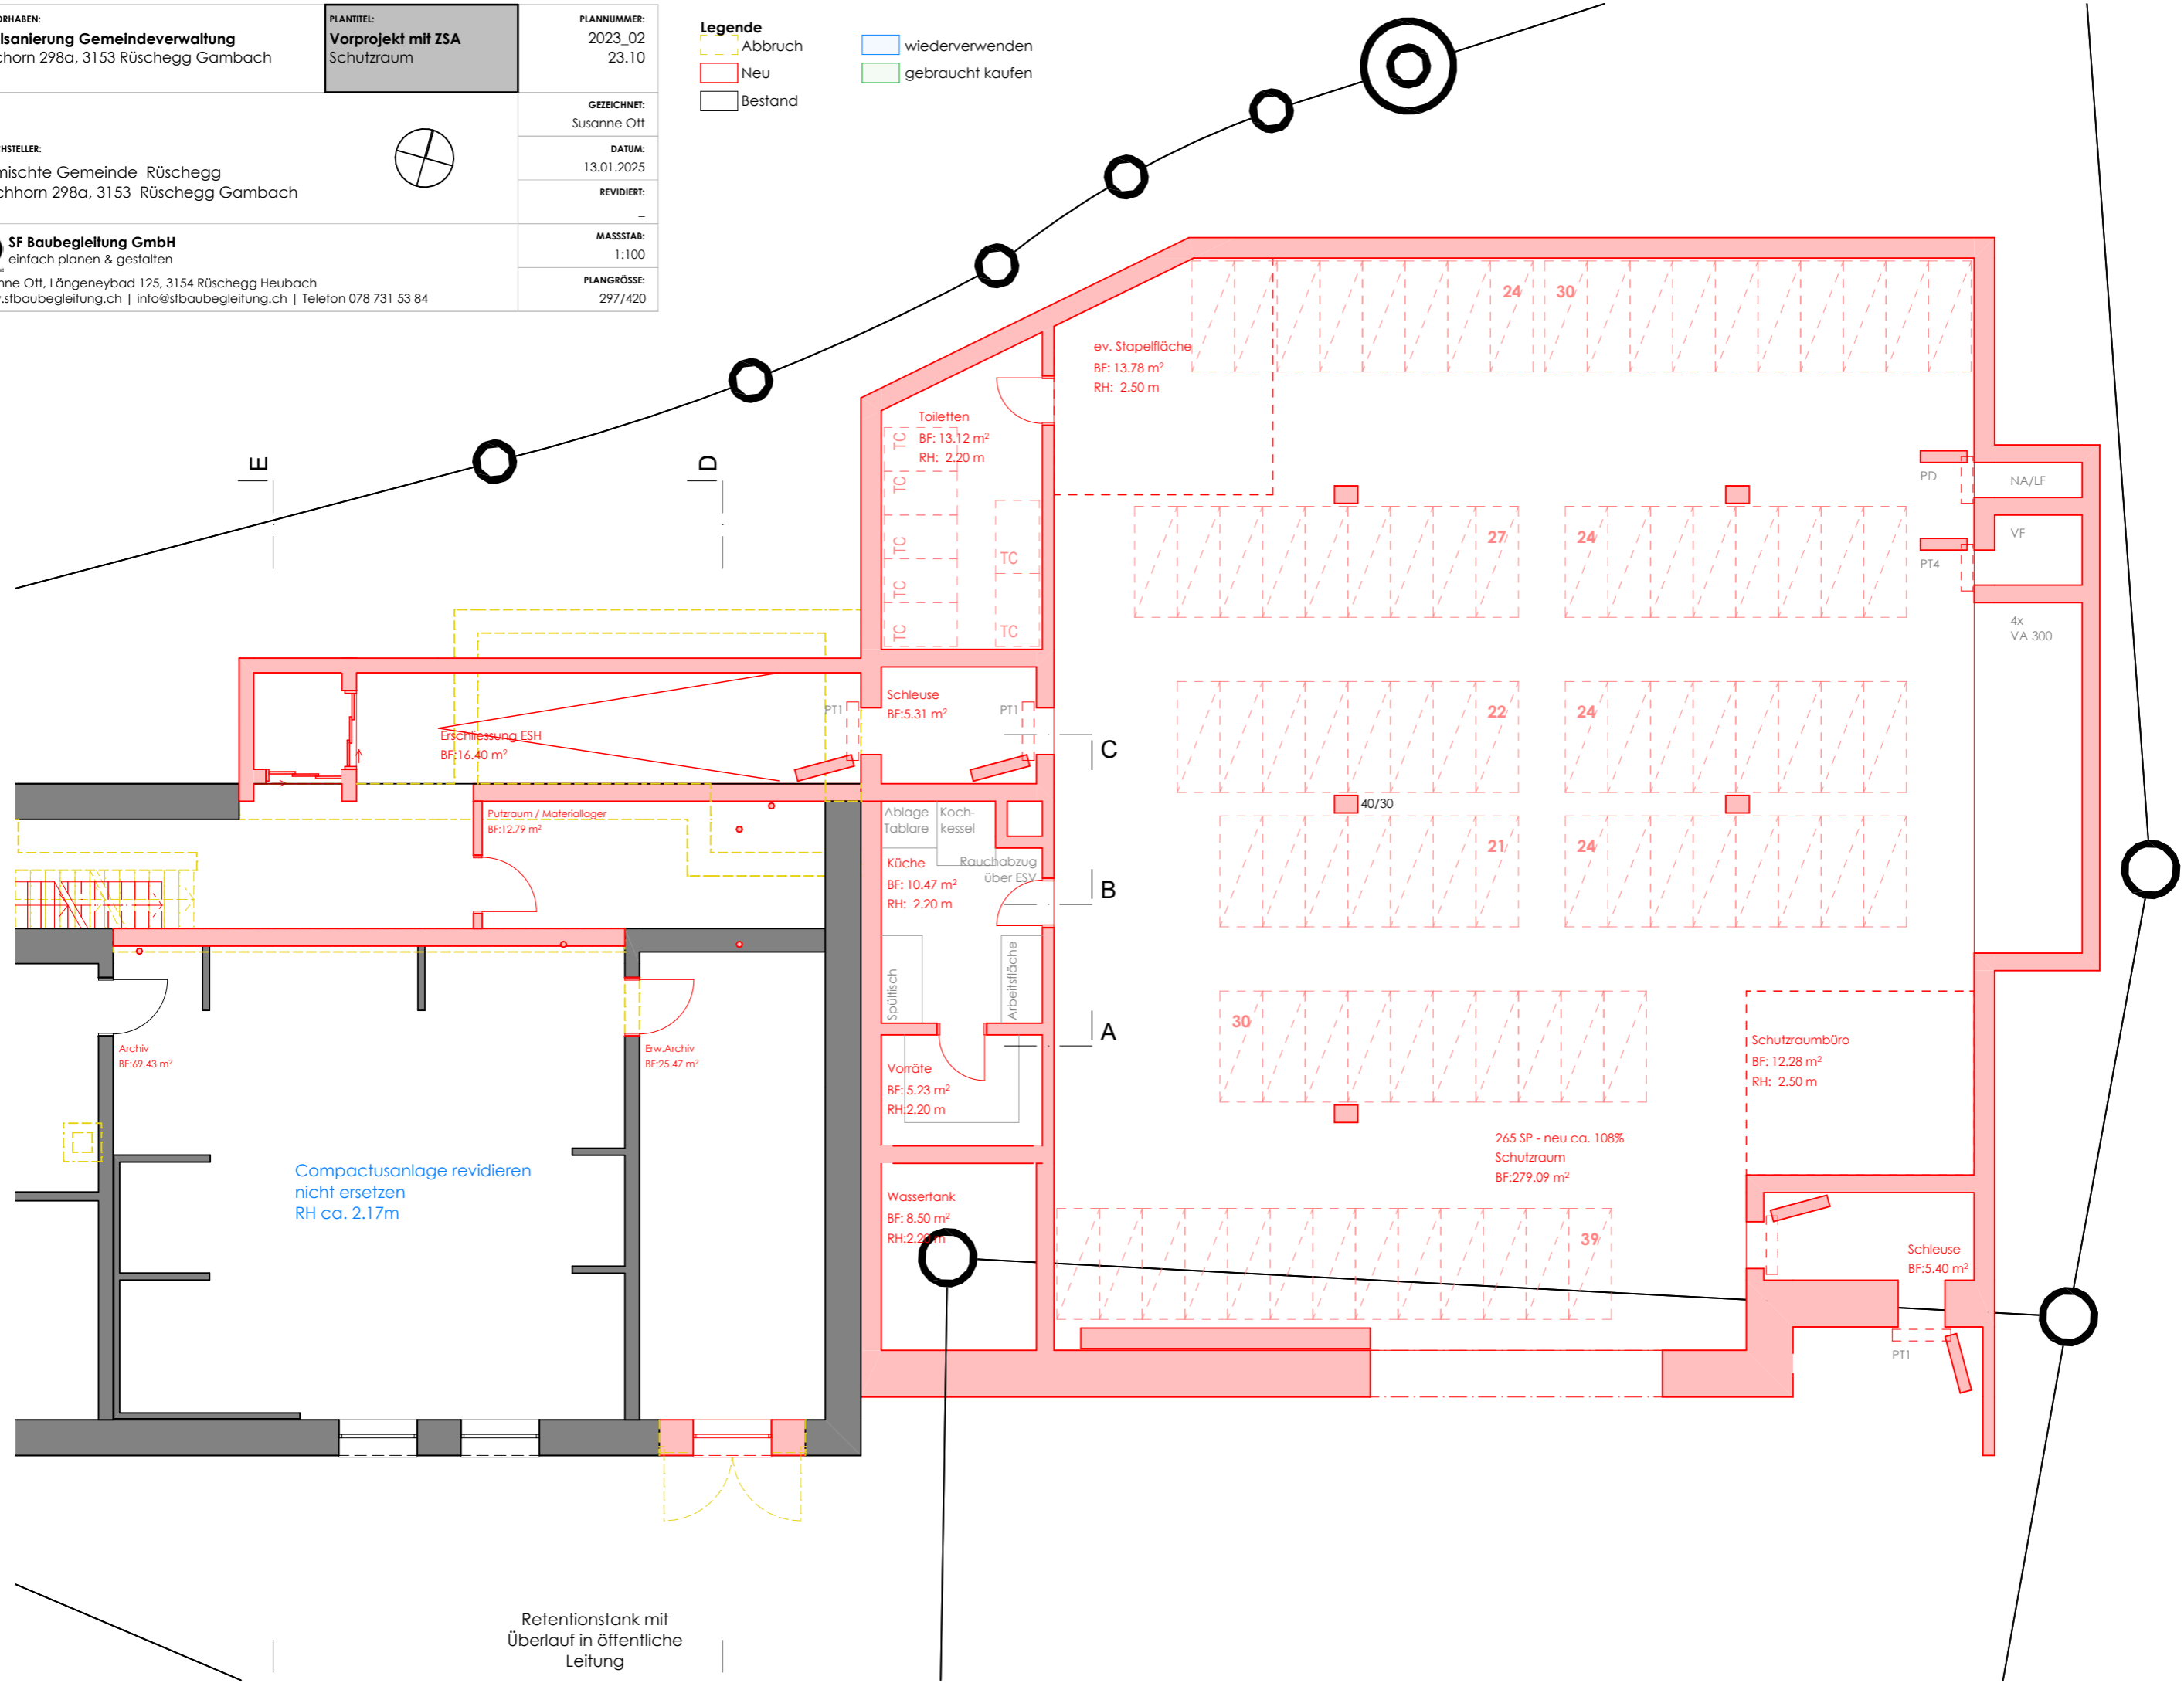 PLANTITEL:
Vorprojekt mit ZSA
Schutzraum
PLANNUMMER:
2023_02
23.10
Gemeindeverwaltung
298a, 3153 Rüschegg Gambach
GEZEICHNET:
Susanne Ott
DATUM:
13.01.2025
Gemeinde Rüschegg
298a, 3153 Rüschegg Gambach
REVIDIERT:
_
SF Baubegleitung GmbH
einfach planen & gestalten
Ott, Längeneybad 125, 3154 Rüschegg Heubach
.sfbaubegleitung.ch | info@sfbaubegleitung.ch | Telefon 078 731 53 84
MASSSTAB:
1:100
PLANGRÖSSE:
297/420
Legende
Abbruch
Neu
Bestand
wiederverwenden
gebraucht kaufen
E
D
24
30
ev. Stapelfläche
BF: 13.78 m²
RH: 2.50 m
Toiletten
BF: 13.12 m²
RH: 2.20 m
TC
TC
TC
TC
TC
TC
TC
PD
NA/LF
VF
PT4
4x
VA 300
27
24
22
24
Schleuse
BF:5.31 m²
PT1
PT1
Erschliessung ESH
BF:16.40 m²
C
40/30
21
24
Putzraum / Materiallager
BF:12.79 m²
Ablage
Tablare
Koch-
kessel
Küche
BF: 10.47 m²
RH: 2.20 m
Rauchabzug
über ESV
B
Spültisch
Arbeitsfläche
A
30
Archiv
BF:69.43 m²
Erw.Archiv
BF:25.47 m²
Vorräte
BF: 5.23 m²
RH:2.20 m
Schutzraumbüro
BF: 12.28 m²
RH: 2.50 m
265 SP - neu ca. 108%
Schutzraum
BF:279.09 m²
Compactusanlage revidieren
nicht ersetzen
RH ca. 2.17m
Wassertank
BF: 8.50 m²
39
Schleuse
BF:5.40 m²
PT1
Retentionstank mit
Überlauf in öffentliche
Leitung